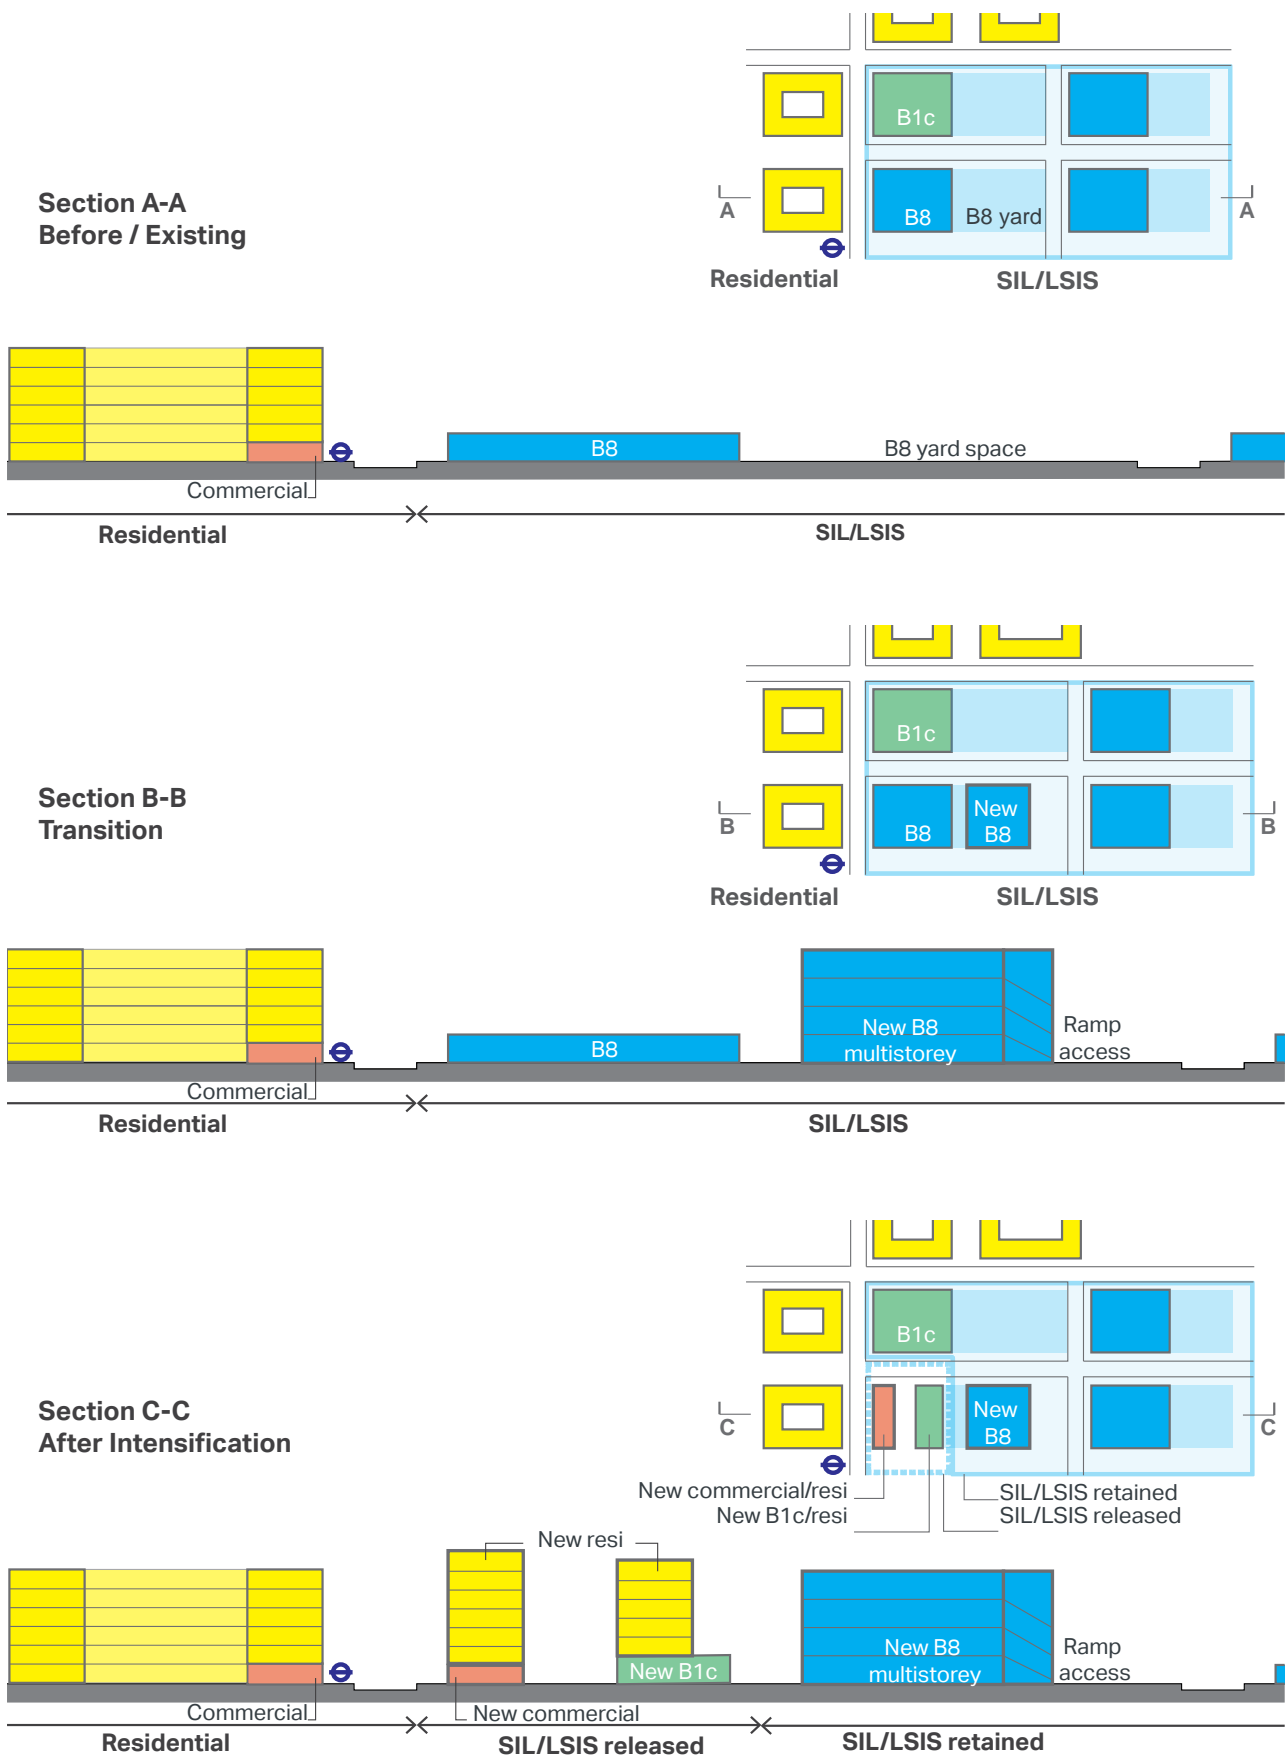 B1c
Section A-A
Before / Existing
A
B8
B8 yard
A
Residential
SIL/LSIS
B8
B8 yard space
Commercial
Residential
SIL/LSIS
B1c
Section B-B
Transition
B
B8
New
B8
B
Residential
SIL/LSIS
B8
New B8
multistorey
Ramp
access
Commercial
Residential
SIL/LSIS
B1c
Section C-C
After Intensification
C
New
B8
C
New commercial/resi
SIL/LSIS retained
New B1c/resi
SIL/LSIS released
New resi
New B1c
New B8
multistorey
Ramp
access
Commercial
New commercial
Residential
SIL/LSIS released
SIL/LSIS retained